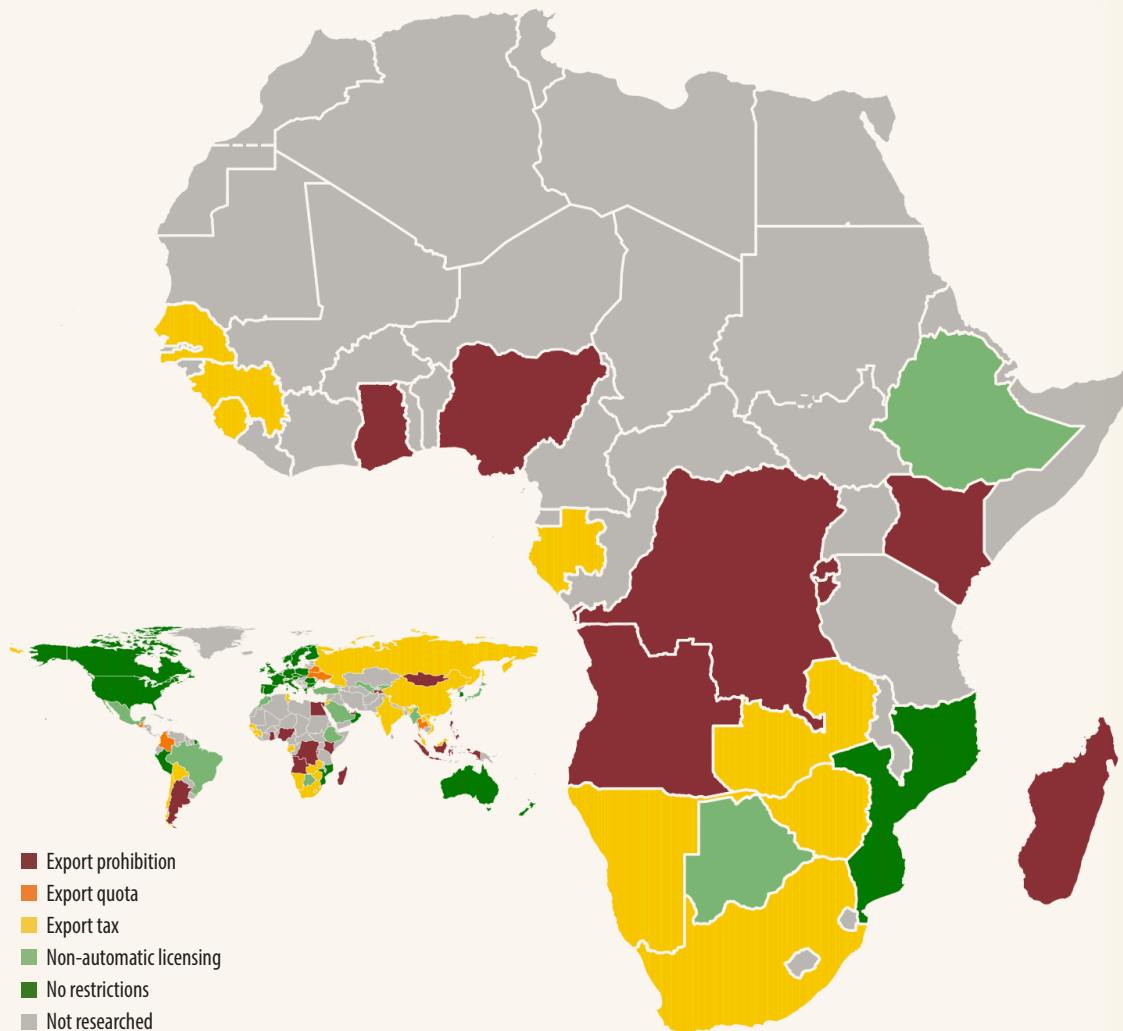 Export prohibition
Export quota
Export tax
Non-automatic licensing
No restrictions
Not researched